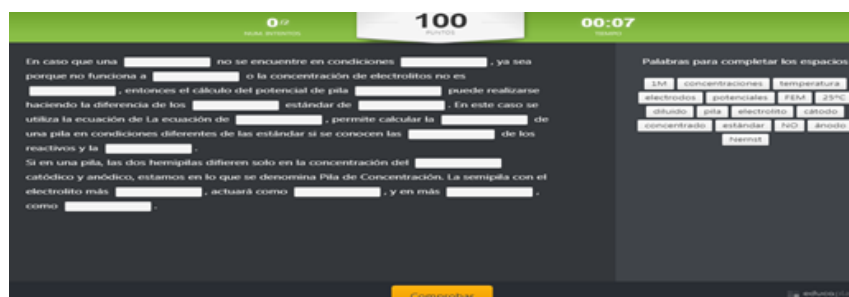 0/2
NÚM. INTENTOS
100
PUNTOS
00:07
TIEMPO
En caso que una no se encuentre en condiciones , ya sea
porque no funciona a o la concentración de electrolitos no es
, entonces el cálculo del potencial de pila puede realizarse
haciendo la diferencia de los estándar de . En este caso se
utiliza la ecuación de La ecuación de , permite calcular la de
una pila en condiciones diferentes de las estándar si se conocen las de los
reactivos y la .
Si en una pila, las dos hemipilas difieren solo en la concentración del
catódico y anódico, estamos en lo que se denomina Pila de Concentración. La semipila con el
electrolito más , actuará como , y en más ,
como .
Palabras para completar los espacios
1M concentraciones temperatura
electrodos potenciales FEM 25ºC
diluido pila electrolito cátodo
concentrado estándar NO ánodo
Nernst
Comprobar